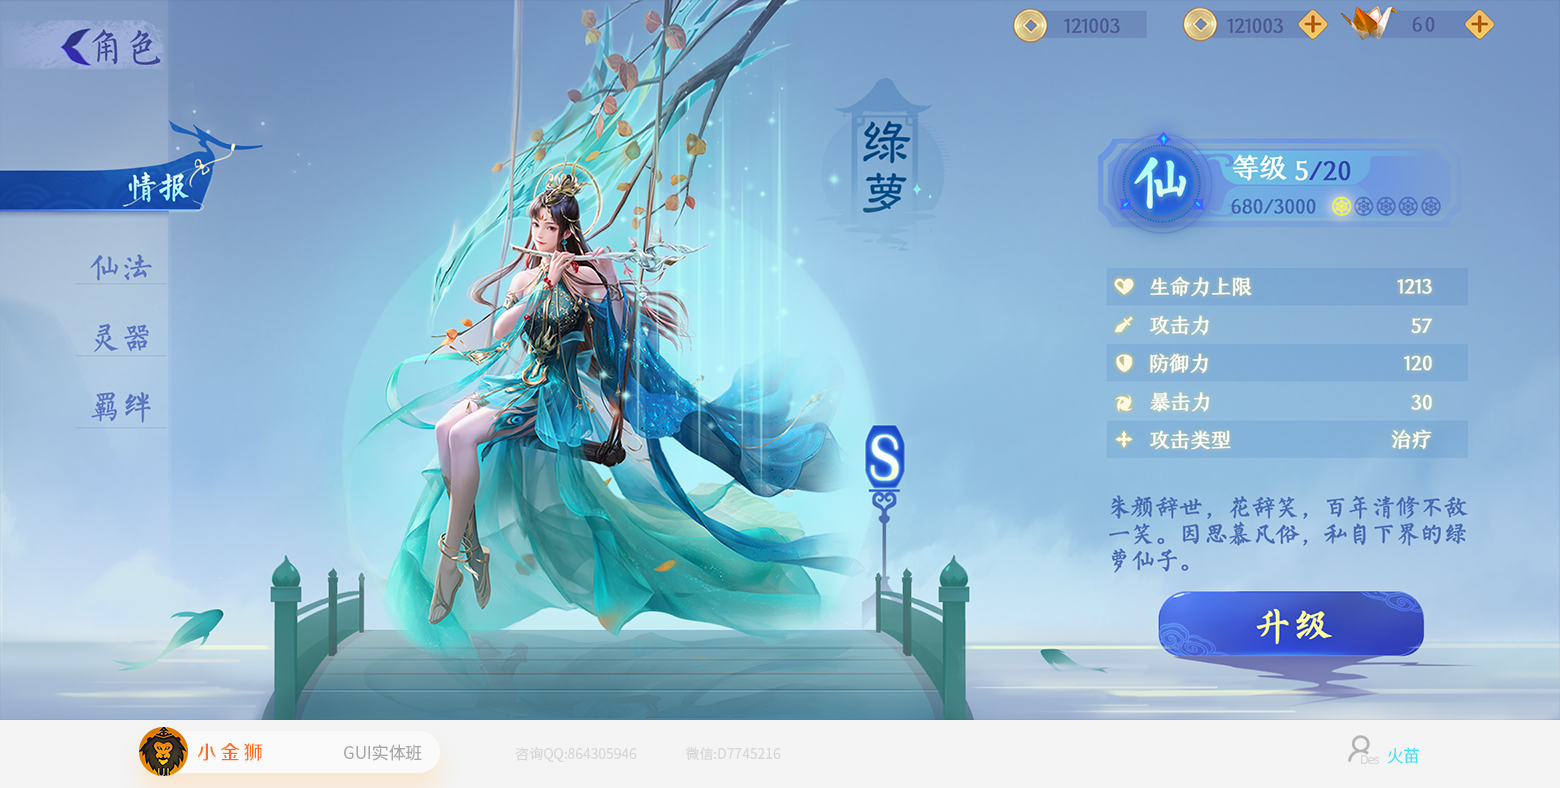 角色
121003
121003
60
情报
仙法
灵器
羁绊
绿萝
S
仙
等级 5/20
680/3000
生命力上限 1213
攻击力 57
防御力 120
暴击力 30
攻击类型 治疗
朱颜辞世，花辞笑，百年清修不敌
一笑。因思慕凡俗，私自下界的绿
萝仙子。
升级
UI
小金狮
GUI实体班
咨询QQ:864305946
微信:D7745216
Des
火苗